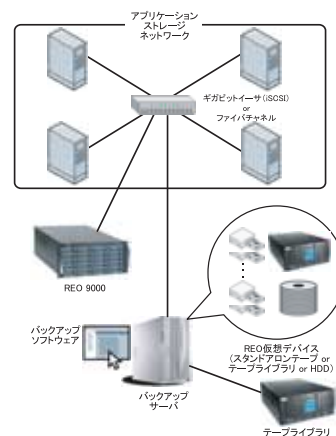 アプリケーション
ストレージ
ネットワーク
ギガビットイーサ(iSCSI)
or
ファイバチャネル
REO 9000
バックアップ
ソフトウェア
バックアップ
サーバ
REO仮想デバイス
(スタンドアロンテープ or
テープライブラリ or HDD)
テープライブラリ